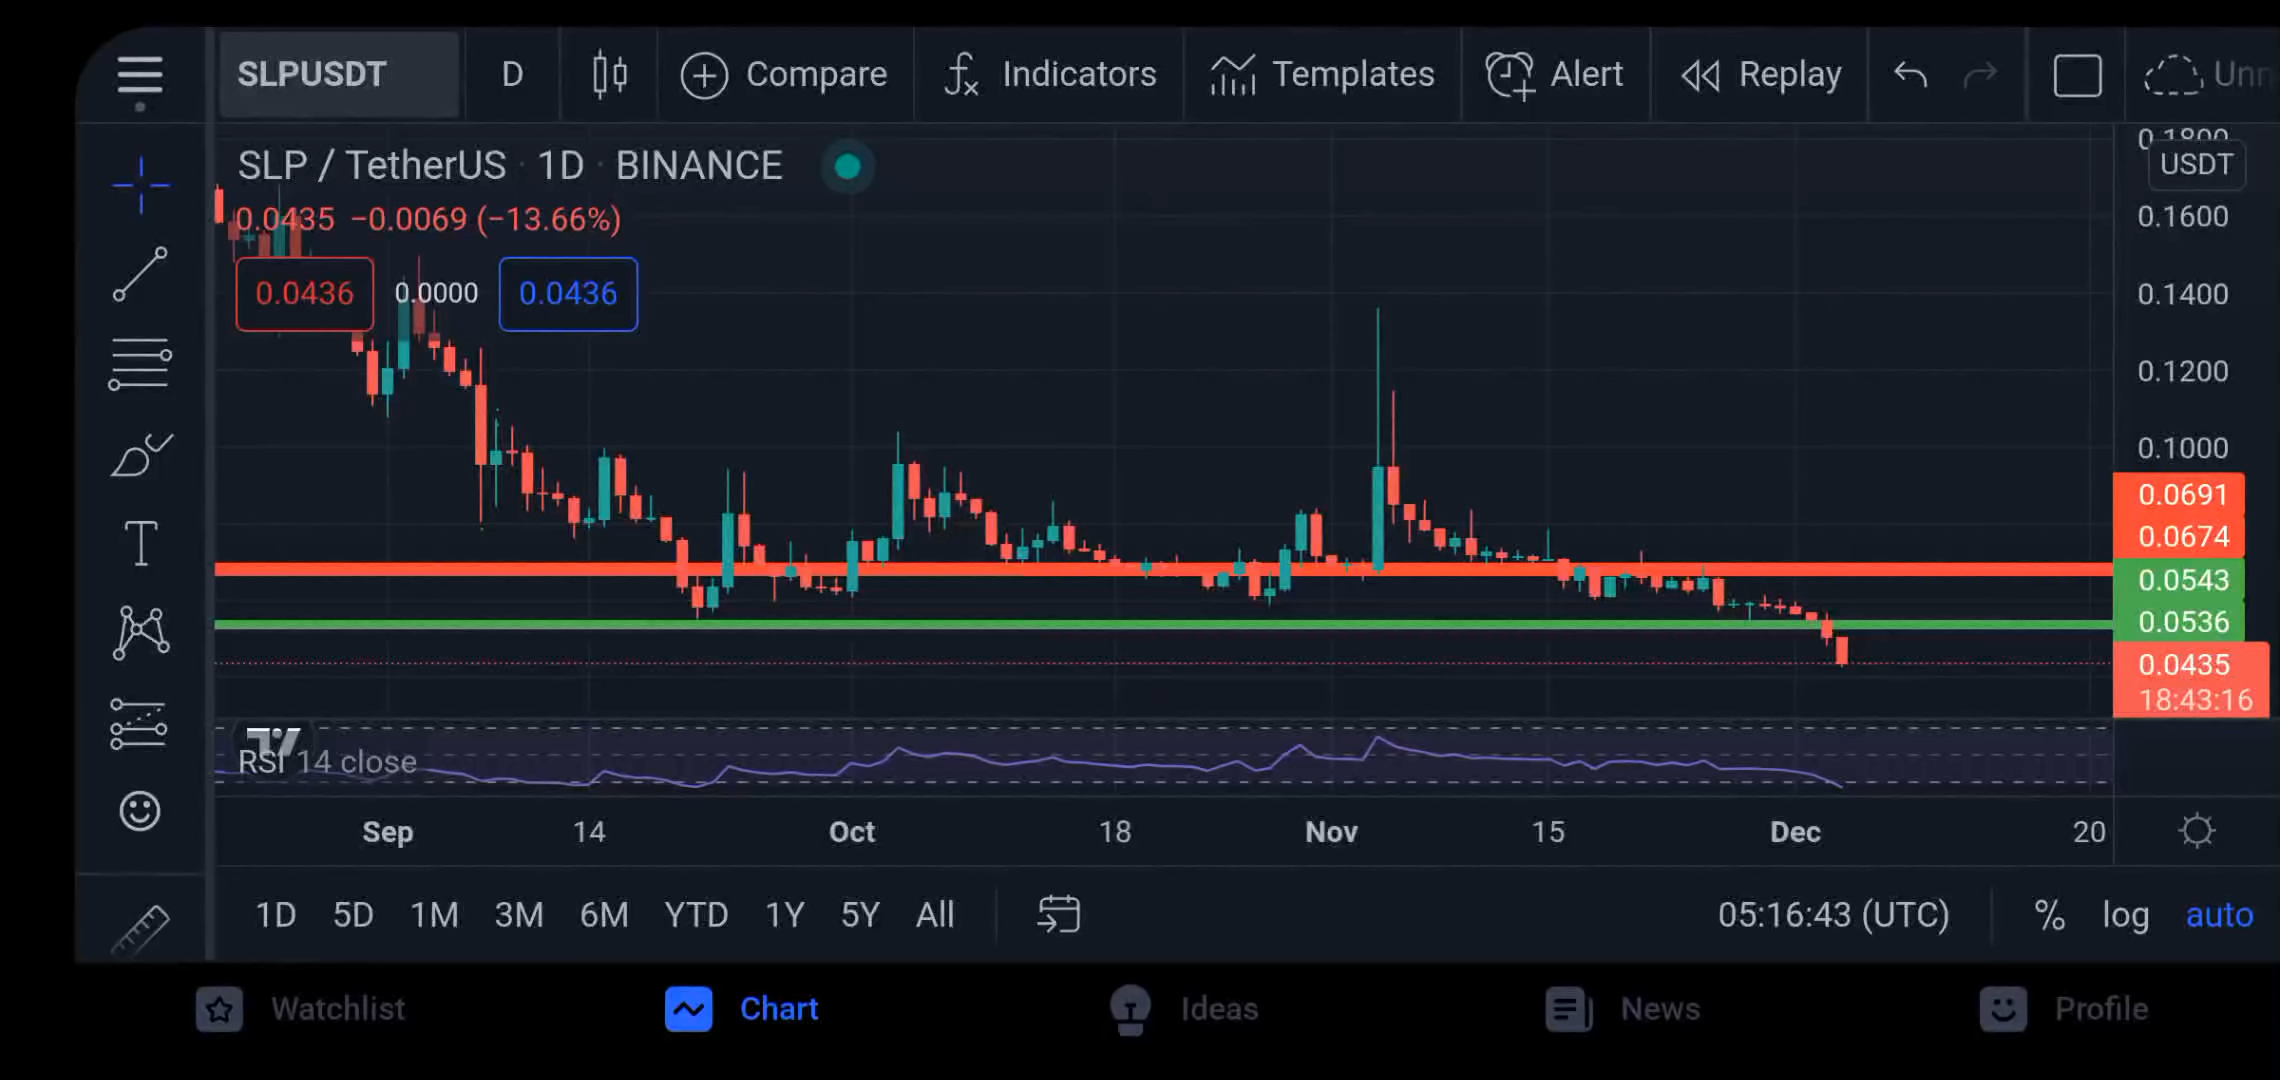 SLPUSDT D Compare Indicators Templates Alert Replay Unn
SLP / TetherUS · 1D · BINANCE
0.0435 −0.0069 (−13.66%)
0.0436 0.0000 0.0436
0.1800
USDT
0.1600
0.1400
0.1200
0.1000
0.0691
0.0674
0.0543
0.0536
0.0435
18:43:16
RSI 14 close
Sep 14 Oct 18 Nov 15 Dec 20
1D 5D 1M 3M 6M YTD 1Y 5Y All 05:16:43 (UTC) % log auto
Watchlist Chart Ideas News Profile